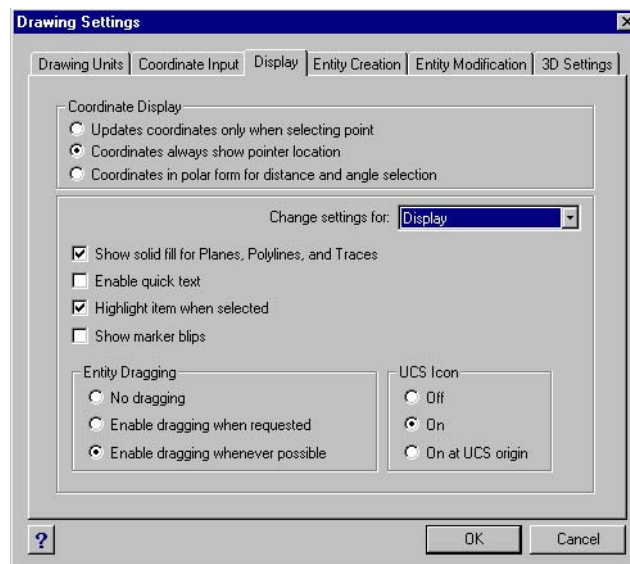 Drawing Settings
Drawing Units
Coordinate Input
Display
Entity Creation
Entity Modification
3D Settings
Coordinate Display
Updates coordinates only when selecting point
Coordinates always show pointer location
Coordinates in polar form for distance and angle selection
Change settings for: Display
Show solid fill for Planes, Polylines, and Traces
Enable quick text
Highlight item when selected
Show marker blips
Entity Dragging
No dragging
Enable dragging when requested
Enable dragging whenever possible
UCS Icon
Off
On
On at UCS origin
?
OK
Cancel